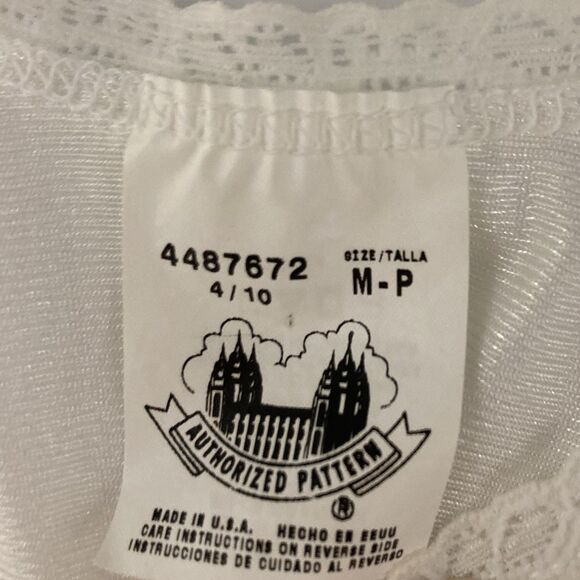 4487672
4/10
SIZE/TALLA
M-P
AUTHORIZED PATTERN
®
MADE IN U.S.A. HECHO EN EEUU
CARE INSTRUCTIONS ON REVERSE SIDE
INSTRUCCIONES DE CUIDADO AL REVERSO